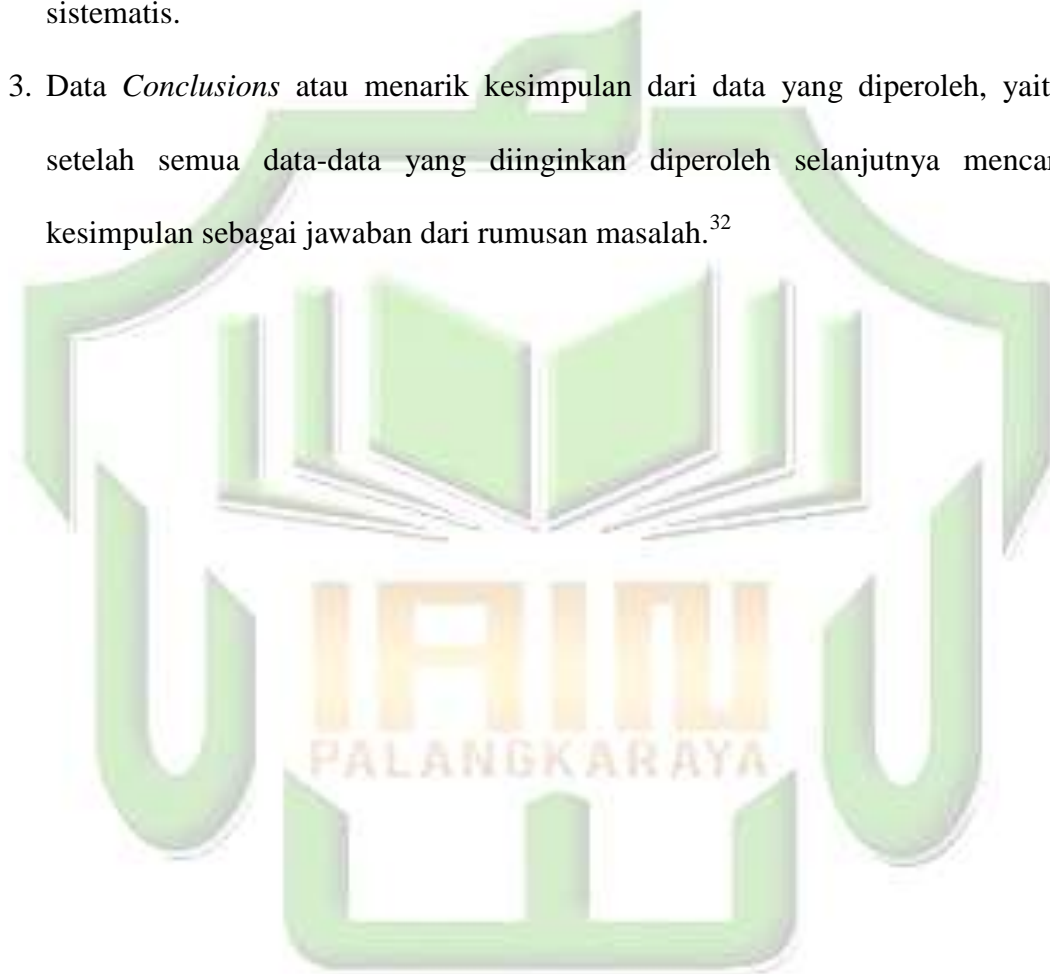 sistematis.
3. Data Conclusions atau menarik kesimpulan dari data yang diperoleh, yait
setelah semua data-data yang diinginkan diperoleh selanjutnya mencar
kesimpulan sebagai jawaban dari rumusan masalah.32
IAIN
PALANGKARAYA